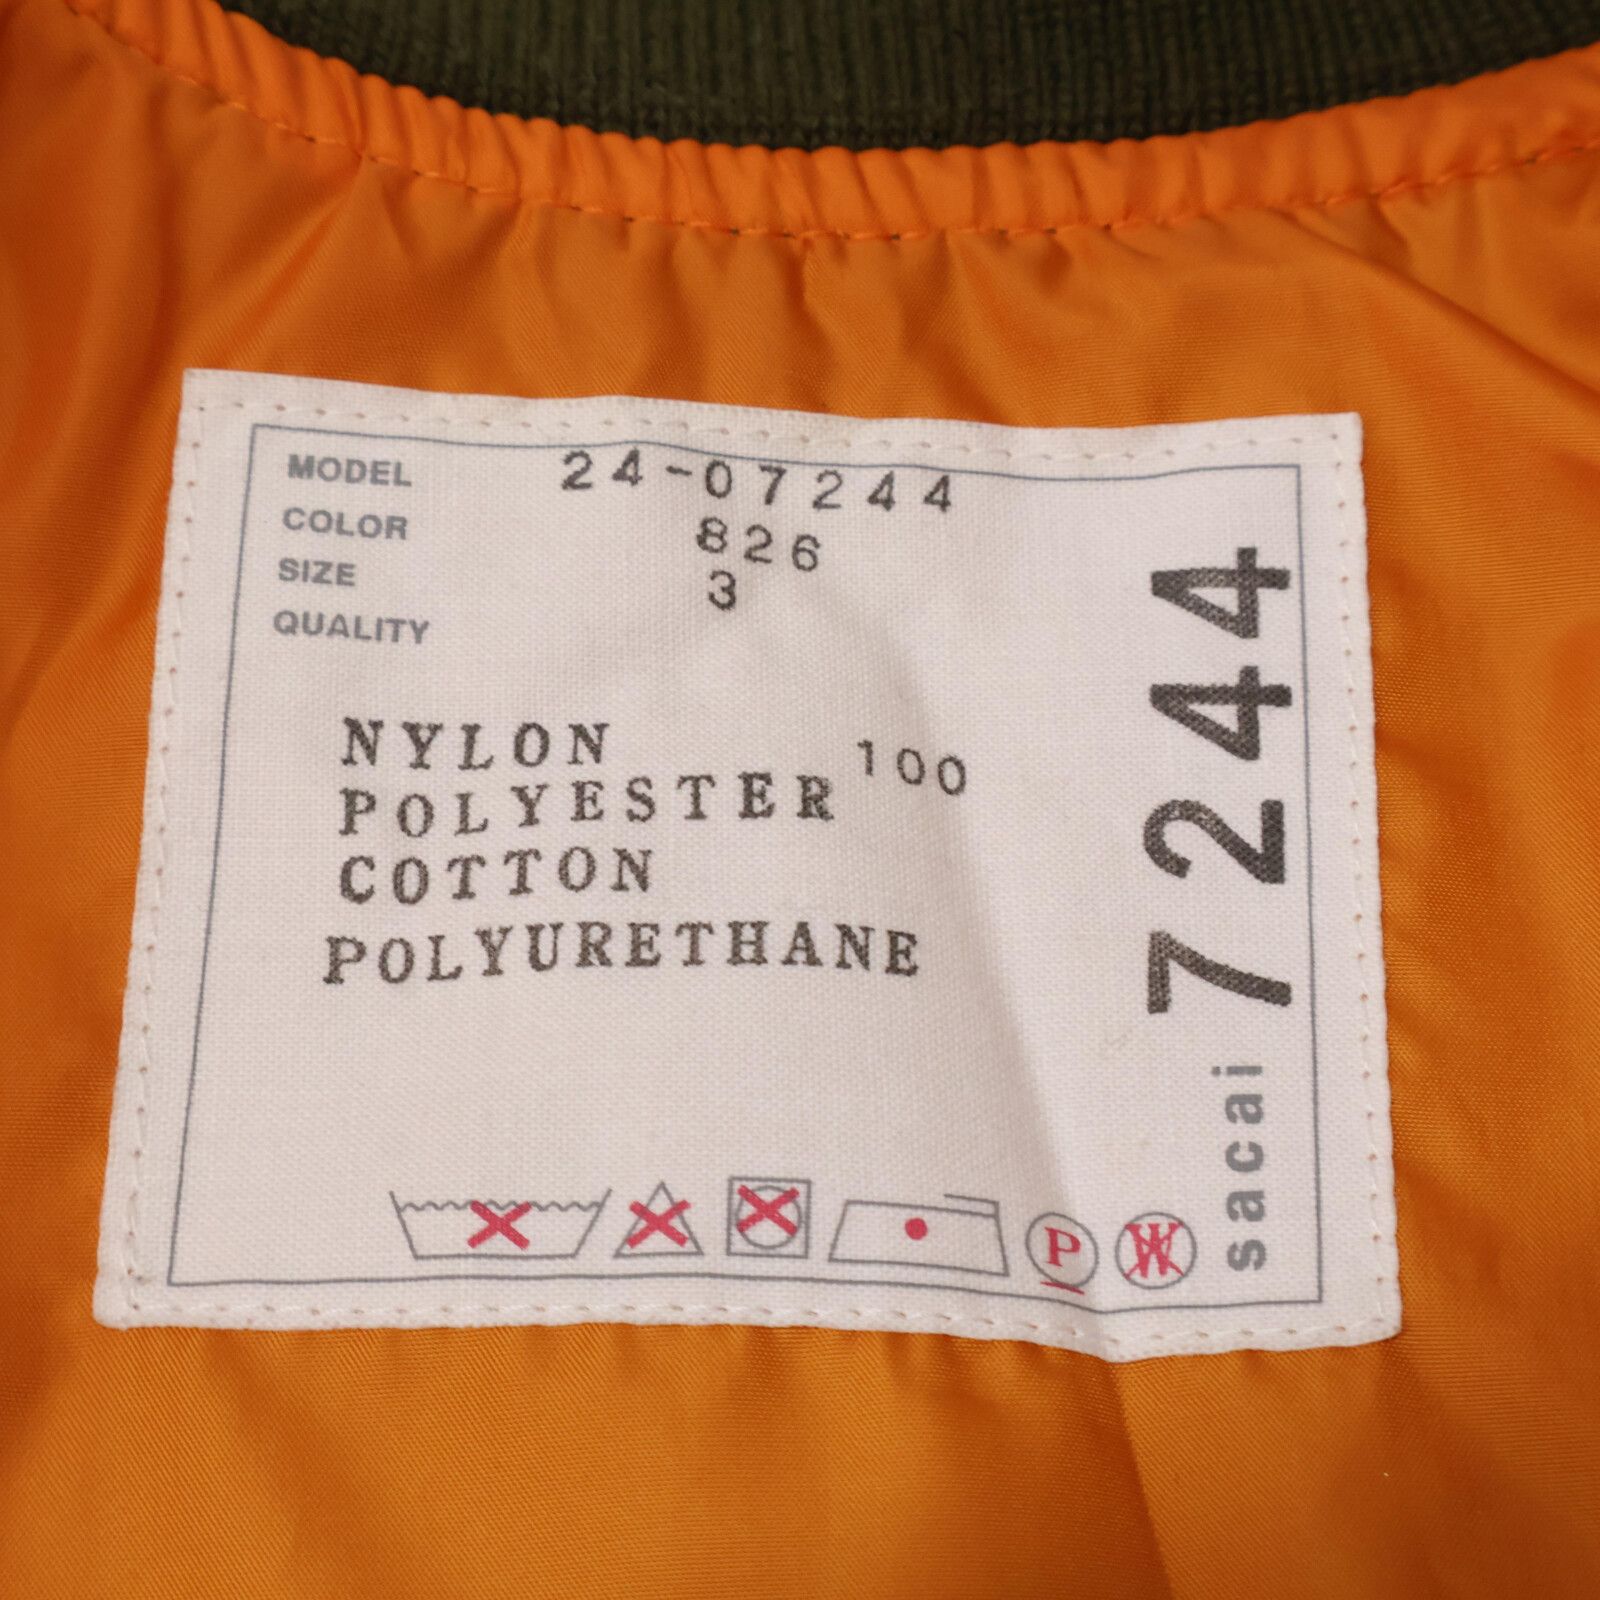 MODEL 24-07244
COLOR 826
SIZE 3
QUALITY
NYLON
POLYESTER 100
COTTON
POLYURETHANE
P
W
sacai 7244